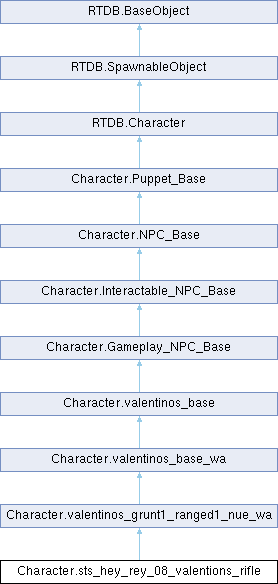 RTDB.BaseObject
RTDB.SpawnableObject
RTDB.Character
Character.Puppet_Base
Character.NPC_Base
Character.Interactable_NPC_Base
Character.Gameplay_NPC_Base
Character.valentinos_base
Character.valentinos_base_wa
Character.valentinos_grunt1_ranged1_nue_wa
Character.sts_hey_rey_08_valentions_rifle